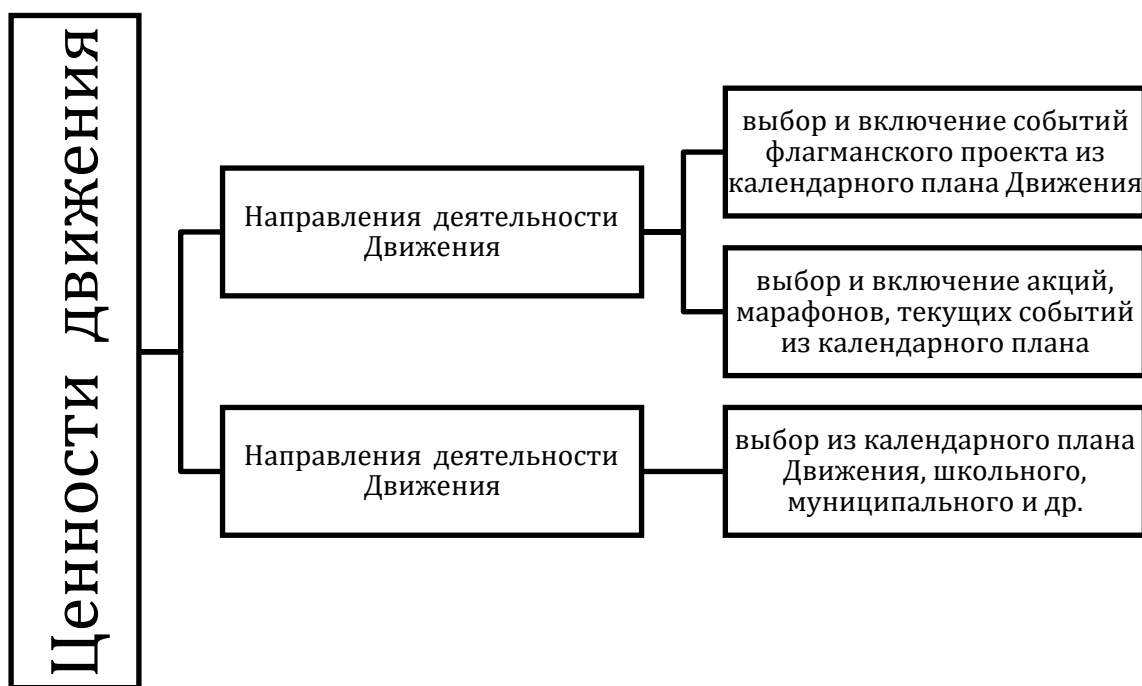 Ценности движения
Направления деятельности
Движения
выбор и включение событий
флагманского проекта из
календарного плана Движения
выбор и включение акций,
марафонов, текущих событий
из календарного плана
Направления деятельности
Движения
выбор из календарного плана
Движения, школьного,
муниципального и др.